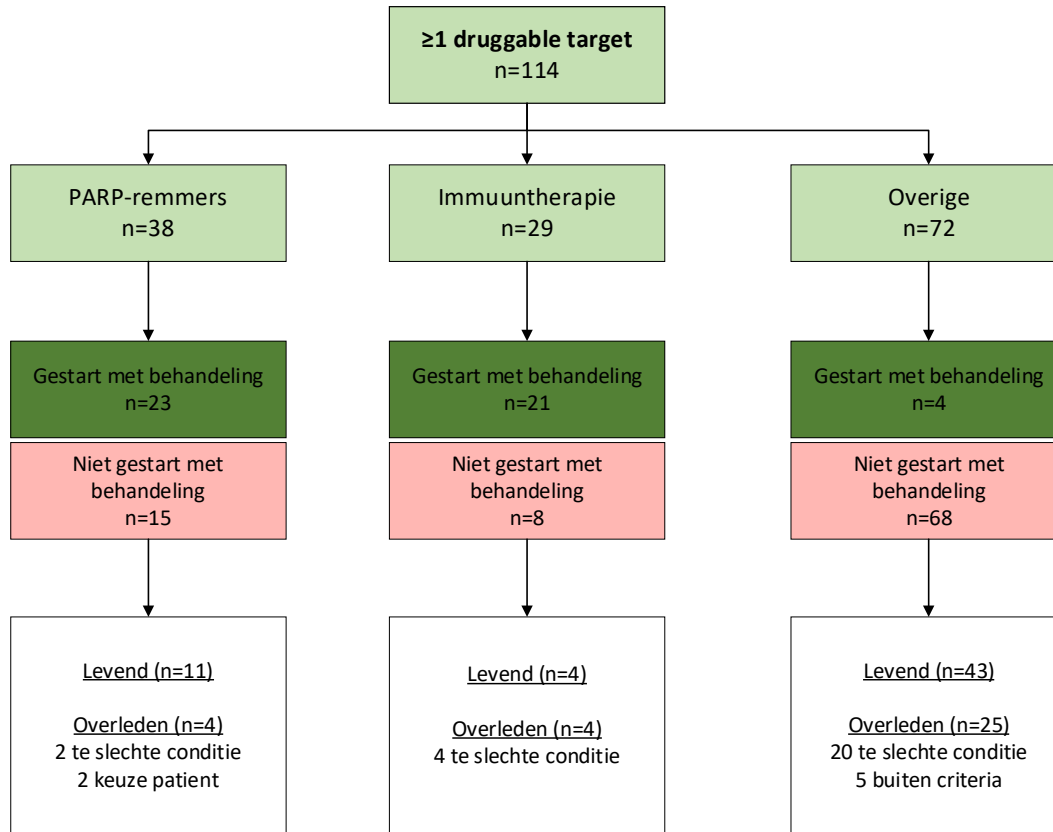 ≥1 druggable target
n=114
PARP-remmers
n=38
Immuuntherapie
n=29
Overige
n=72
Gestart met behandeling
n=23
Gestart met behandeling
n=21
Gestart met behandeling
n=4
Niet gestart met
behandeling
n=15
Niet gestart met
behandeling
n=8
Niet gestart met
behandeling
n=68
Levend (n=11)
Overleden (n=4)
2 te slechte conditie
2 keuze patient
Levend (n=4)
Overleden (n=4)
4 te slechte conditie
Levend (n=43)
Overleden (n=25)
20 te slechte conditie
5 buiten criteria